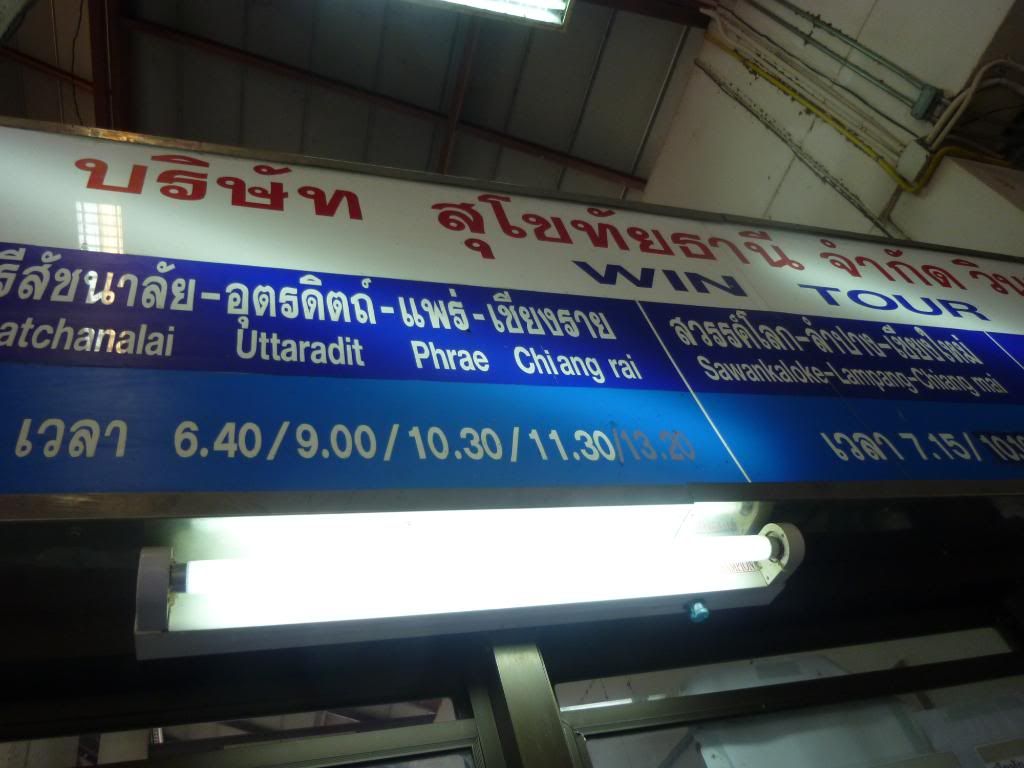 บริษัท สุโขทัยธานี จำกัด วิน
WIN TOUR
รีสัชนาลัย-อุตรดิตถ์-แพร่-เชียงราย
atchanalai Uttaradit Phrae Chiang rai
เวลา 6.40/9.00/10.30/11.30/13.20
สวรรค์โลก-ลำปาง-เชียงใหม่
Sawankaloke-Lampang-Chiang mai
เวลา 7.15/